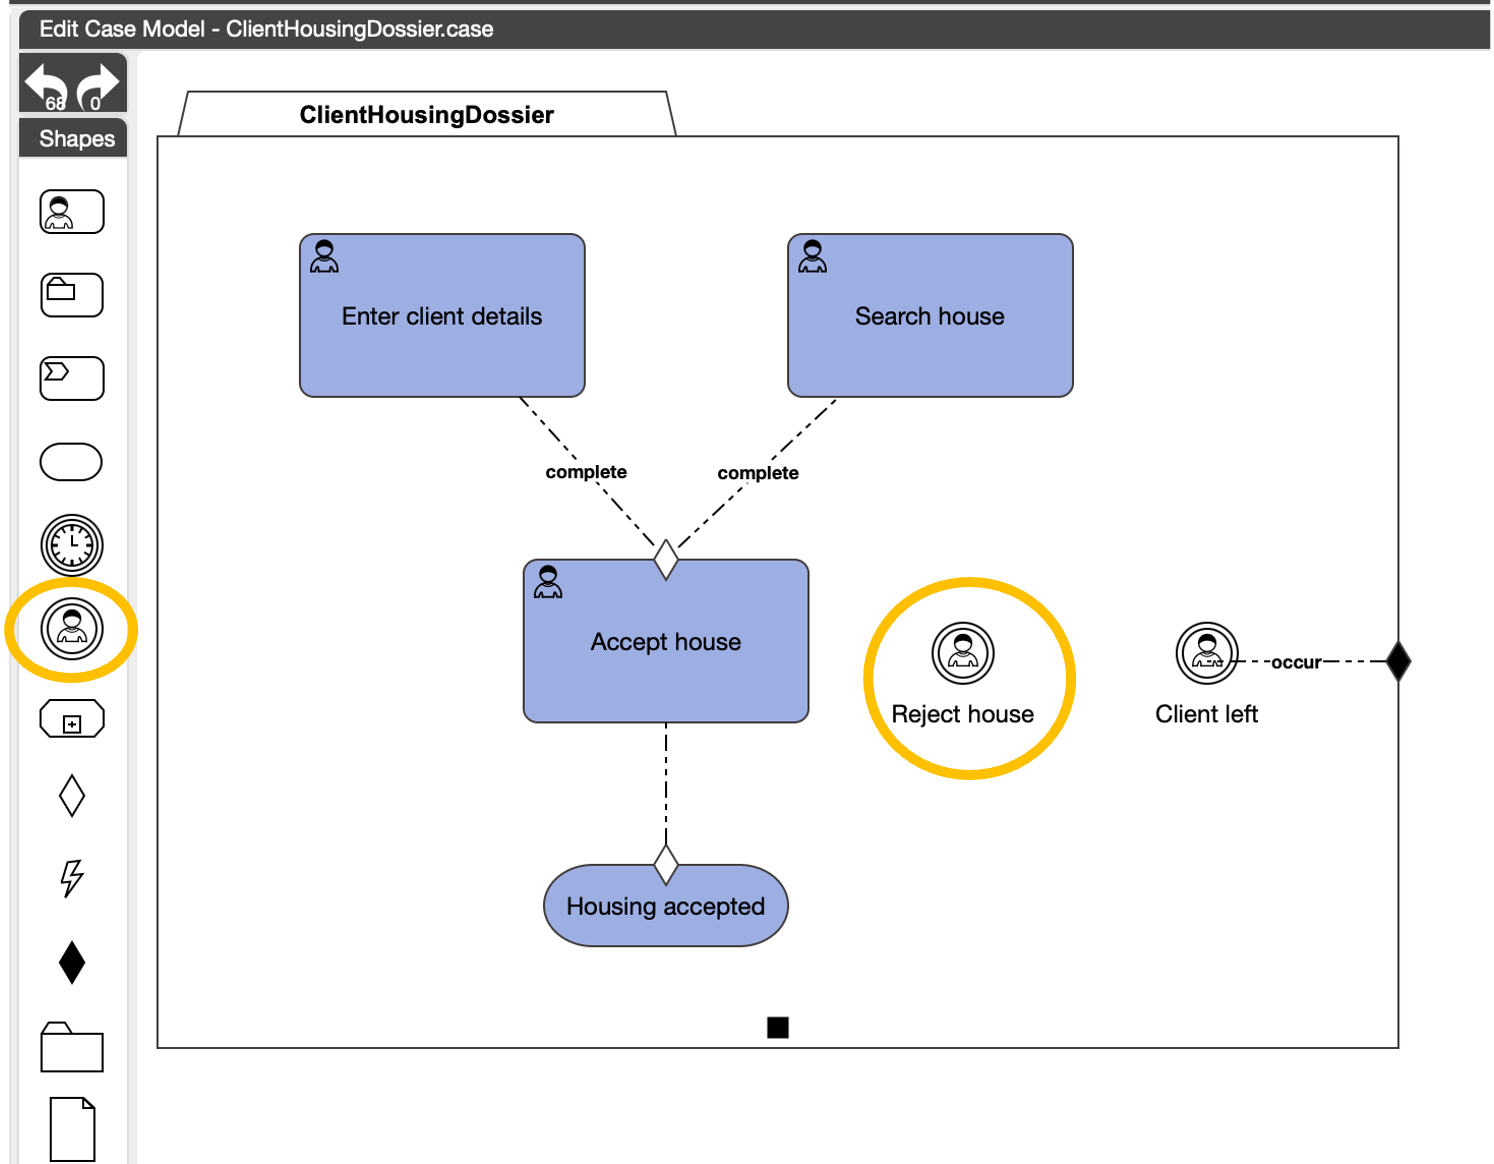 Edit Case Model - ClientHousingDossier.case
68 0
Shapes
ClientHousingDossier
Enter client details
Search house
complete
complete
Accept house
Reject house
occur
Client left
Housing accepted